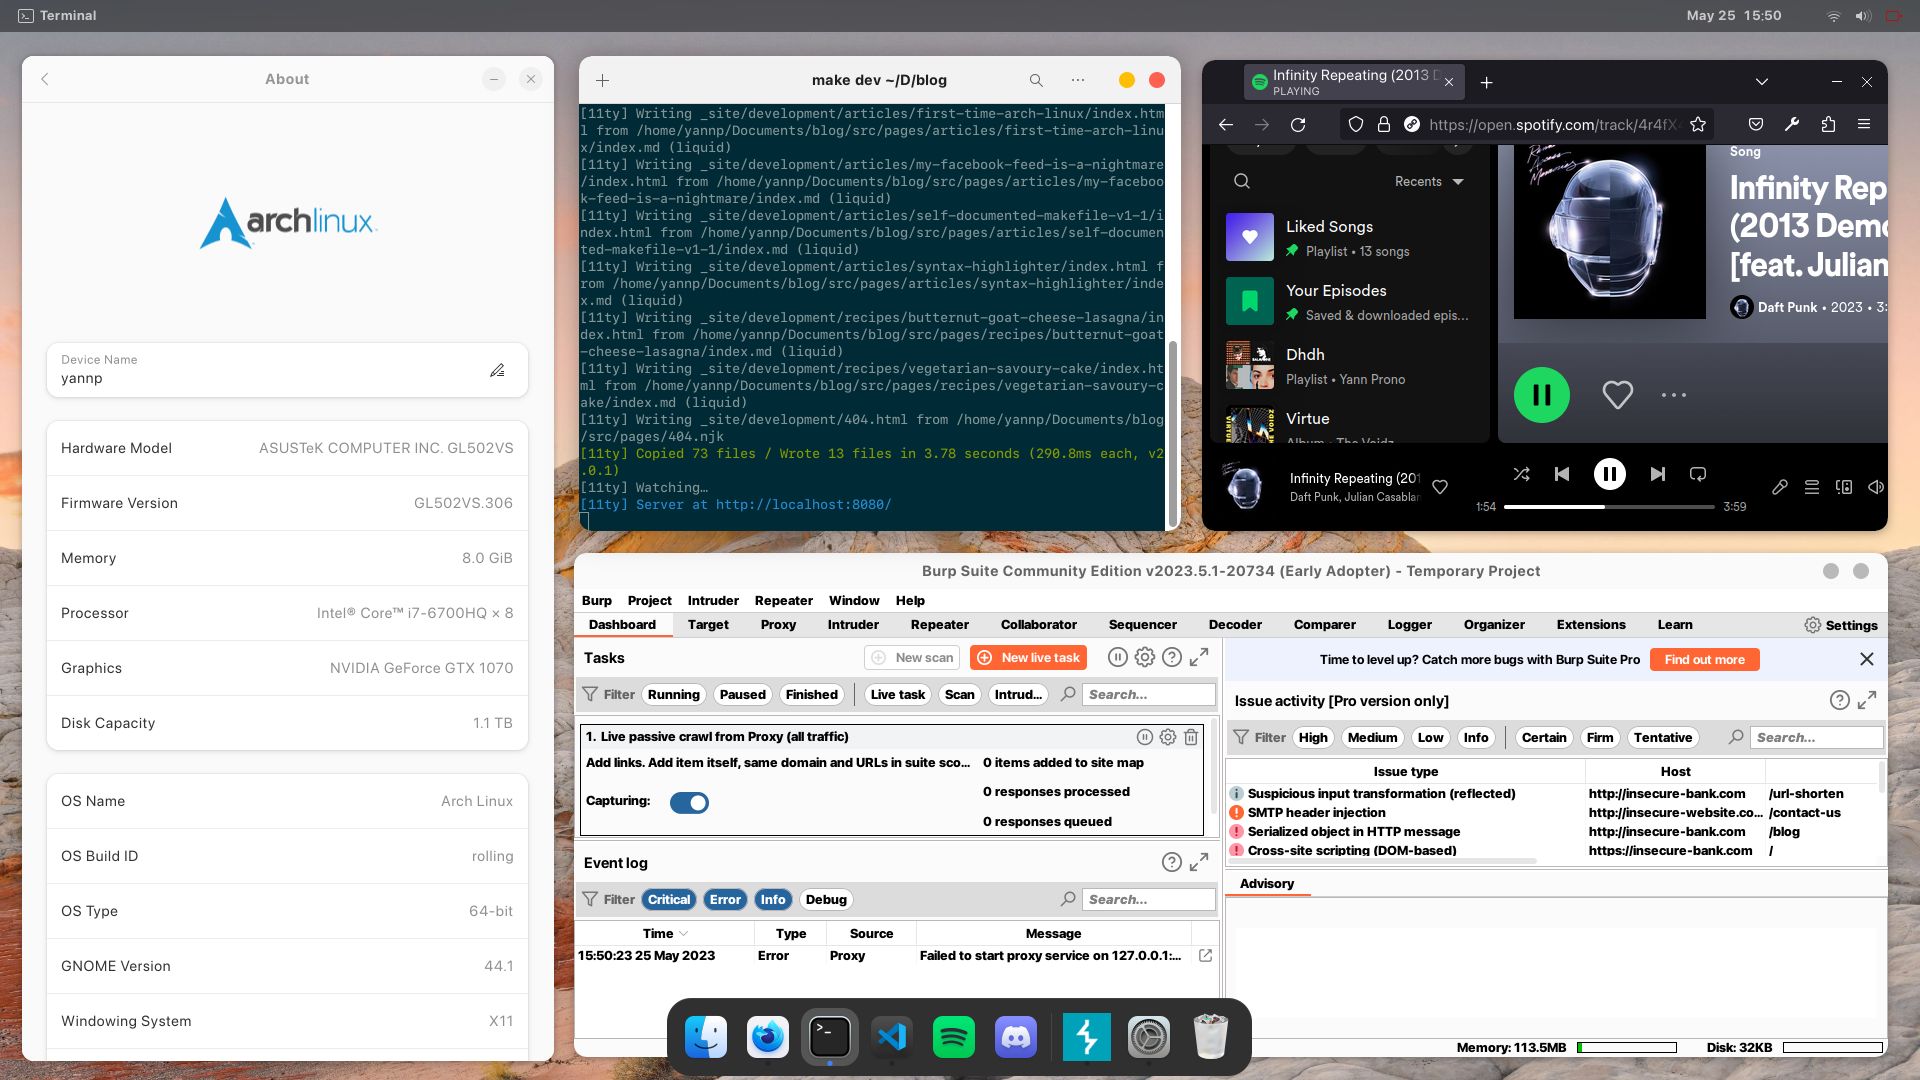 Terminal
May 25 15:50
About
archlinux
Device Name
yannp
Hardware Model
ASUSTeK COMPUTER INC. GL502VS
Firmware Version
GL502VS.306
Memory
8.0 GiB
Processor
Intel® Core™ i7-6700HQ × 8
Graphics
NVIDIA GeForce GTX 1070
Disk Capacity
1.1 TB
OS Name
Arch Linux
OS Build ID
rolling
OS Type
64-bit
GNOME Version
44.1
Windowing System
X11
make dev ~/D/blog
[11ty] Writing _site/development/articles/first-time-arch-linux/index.htm
l from /home/yannp/Documents/blog/src/pages/articles/first-time-arch-linu
x/index.md (liquid)
[11ty] Writing _site/development/articles/my-facebook-feed-is-a-nightmare
/index.html from /home/yannp/Documents/blog/src/pages/articles/my-faceboo
k-feed-is-a-nightmare/index.md (liquid)
[11ty] Writing _site/development/articles/self-documented-makefile-v1-1/i
ndex.html from /home/yannp/Documents/blog/src/pages/articles/self-documen
ted-makefile-v1-1/index.md (liquid)
[11ty] Writing _site/development/articles/syntax-highlighter/index.html f
rom /home/yannp/Documents/blog/src/pages/articles/syntax-highlighter/inde
x.md (liquid)
[11ty] Writing _site/development/recipes/butternut-goat-cheese-lasagna/in
dex.html from /home/yannp/Documents/blog/src/pages/recipes/butternut-goat
-cheese-lasagna/index.md (liquid)
[11ty] Writing _site/development/recipes/vegetarian-savoury-cake/index.ht
ml from /home/yannp/Documents/blog/src/pages/recipes/vegetarian-savoury-c
ake/index.md (liquid)
[11ty] Writing _site/development/404.html from /home/yannp/Documents/blog
/src/pages/404.njk
[11ty] Copied 73 files / Wrote 13 files in 3.78 seconds (290.8ms each, v2
.0.1)
[11ty] Watching…
[11ty] Server at http://localhost:8080/
Infinity Repeating (2013 D
PLAYING
https://open.spotify.com/track/4r4fX
Recents
Liked Songs
Playlist • 13 songs
Your Episodes
Saved & downloaded epis...
Dhdh
Playlist • Yann Prono
Virtue
Album • The Voidz
Song
Infinity Rep
(2013 Demo
[feat. Julian
Daft Punk • 2023 • 3:
Infinity Repeating (201
Daft Punk, Julian Casablan
1:54
3:59
Burp Suite Community Edition v2023.5.1-20734 (Early Adopter) - Temporary Project
Burp Project Intruder Repeater Window Help
Dashboard Target Proxy Intruder Repeater Collaborator Sequencer Decoder Comparer Logger Organizer Extensions Learn Settings
Tasks
New scan
New live task
Filter Running Paused Finished Live task Scan Intrud... Search...
1. Live passive crawl from Proxy (all traffic)
Add links. Add item itself, same domain and URLs in suite sco...
0 items added to site map
0 responses processed
Capturing:
0 responses queued
Event log
Filter Critical Error Info Debug Search...
Time Type Source Message
15:50:23 25 May 2023 Error Proxy Failed to start proxy service on 127.0.0.1:...
Time to level up? Catch more bugs with Burp Suite Pro
Find out more
Issue activity [Pro version only]
Filter High Medium Low Info Certain Firm Tentative Search...
Issue type Host
Suspicious input transformation (reflected) http://insecure-bank.com /url-shorten
SMTP header injection http://insecure-website.co... /contact-us
Serialized object in HTTP message http://insecure-bank.com /blog
Cross-site scripting (DOM-based) https://insecure-bank.com /
Advisory
Memory: 113.5MB
Disk: 32KB